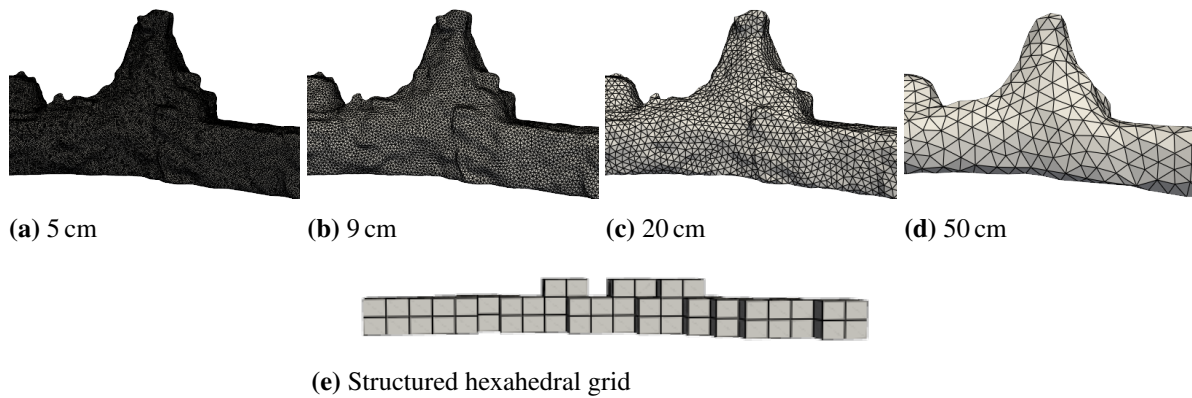 (a) 5 cm
(b) 9 cm
(c) 20 cm
(d) 50 cm
(e) Structured hexahedral grid